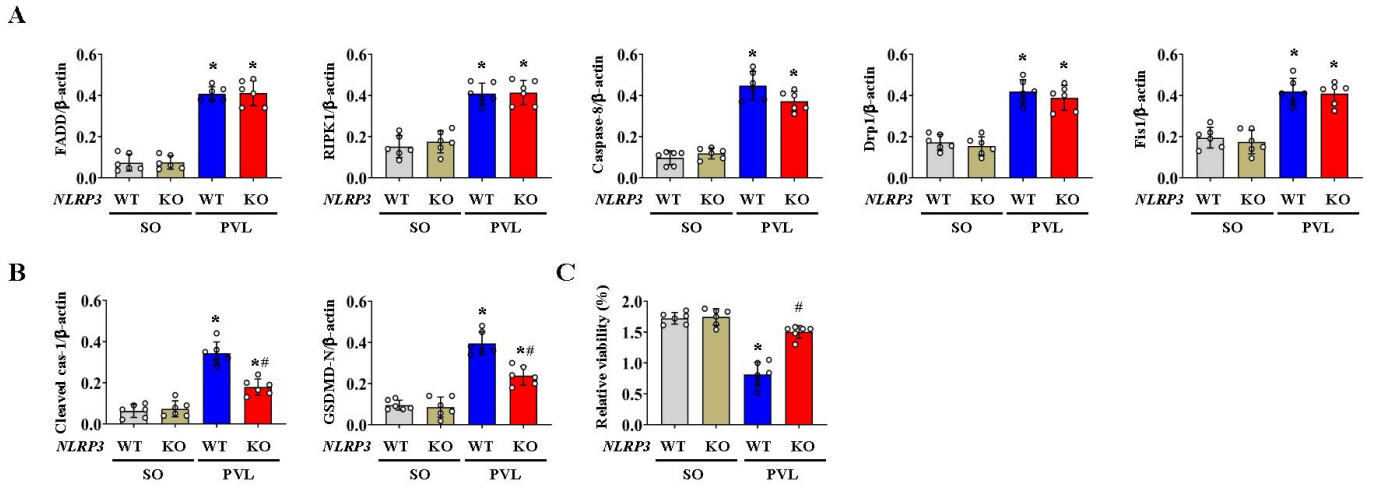 A
FADD/β-actin
0.6
0.4
0.2
0.0
* *
NLRP3 WT KO WT KO
SO PVL
RIPK1/β-actin
0.6
0.4
0.2
0.0
* *
NLRP3 WT KO WT KO
SO PVL
Caspase-8/β-actin
0.6
0.4
0.2
0.0
* *
NLRP3 WT KO WT KO
SO PVL
Drp1/β-actin
0.6
0.4
0.2
0.0
* *
NLRP3 WT KO WT KO
SO PVL
Fis1/β-actin
0.6
0.4
0.2
0.0
* *
NLRP3 WT KO WT KO
SO PVL
B
Cleaved cas-1/β-actin
0.6
0.4
0.2
0.0
* *#
NLRP3 WT KO WT KO
SO PVL
GSDMD-N/β-actin
0.6
0.4
0.2
0.0
* *#
NLRP3 WT KO WT KO
SO PVL
C
Relative viability (%)
2.0
1.5
1.0
0.5
0.0
* #
NLRP3 WT KO WT KO
SO PVL